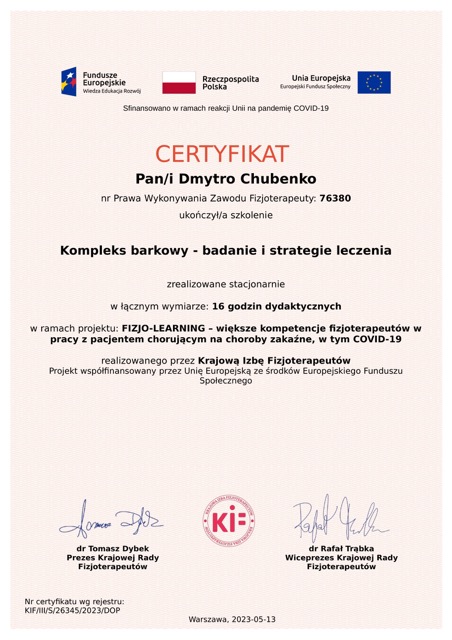 Fundusze
Europejskie
Wiedza Edukacja Rozwój
Rzeczpospolita
Polska
Unia Europejska
Europejski Fundusz Społeczny
Sfinansowano w ramach reakcji Unii na pandemię COVID-19
CERTYFIKAT
Pan/i Dmytro Chubenko
nr Prawa Wykonywania Zawodu Fizjoterapeuty: 76380
ukończył/a szkolenie
Kompleks barkowy - badanie i strategie leczenia
zrealizowane stacjonarnie
w łącznym wymiarze: 16 godzin dydaktycznych
w ramach projektu: FIZJO-LEARNING – większe kompetencje fizjoterapeutów w
pracy z pacjentem chorującym na choroby zakaźne, w tym COVID-19
realizowanego przez Krajową Izbę Fizjoterapeutów
Projekt współfinansowany przez Unię Europejską ze środków Europejskiego Funduszu
Społecznego
KIF
dr Tomasz Dybek
Prezes Krajowej Rady
Fizjoterapeutów
dr Rafał Trąbka
Wiceprezes Krajowej Rady
Fizjoterapeutów
Nr certyfikatu wg rejestru:
KIF/III/S/26345/2023/DOP
Warszawa, 2023-05-13